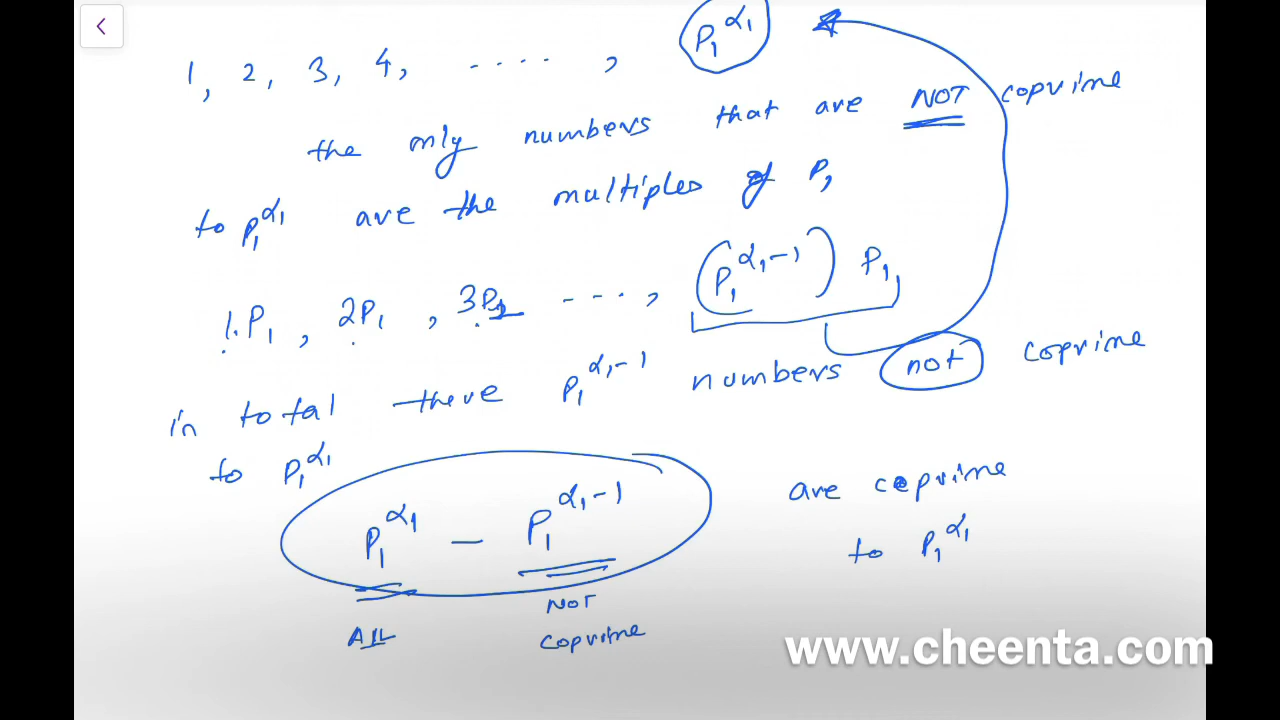 1, 2, 3, 4, ....., p₁^α₁
the only numbers that are NOT coprime
to p₁^α₁ are the multiples of p₁
1.p₁, 2p₁, 3p₁ ...., (p₁^α₁-1) p₁
in total there p₁^α₁-1 numbers not coprime
to p₁^α₁
p₁^α₁ - p₁^α₁-1 are coprime
to p₁^α₁
All NOT
coprime
www.cheenta.com